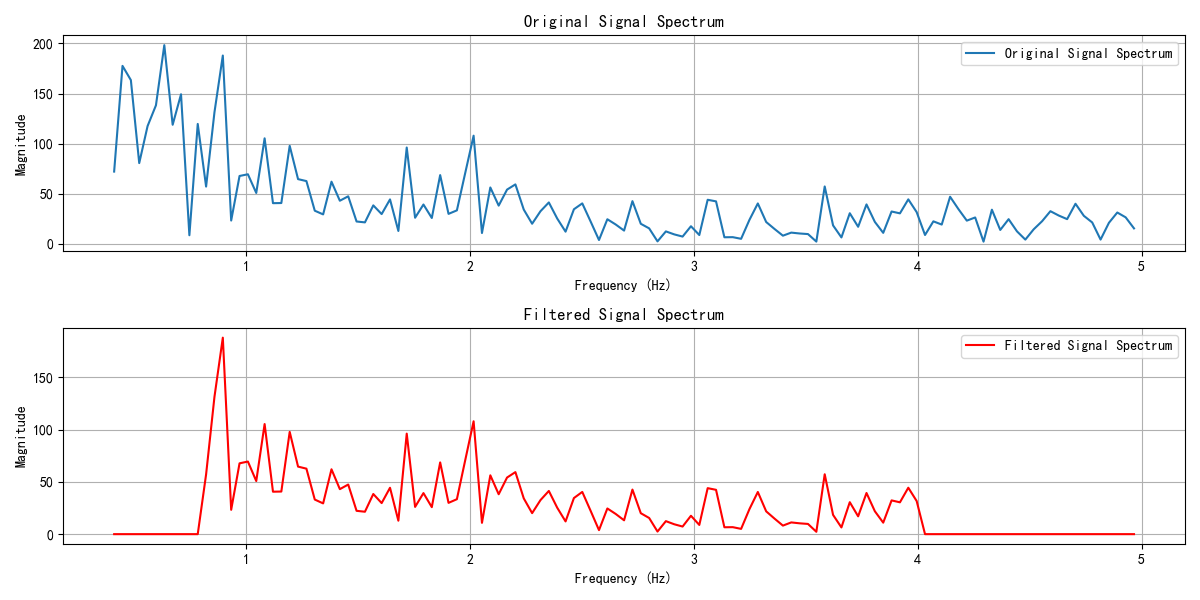 Original Signal Spectrum
200
150
100
50
0
Magnitude
Original Signal Spectrum
1 2 3 4 5
Frequency (Hz)
Filtered Signal Spectrum
150
100
50
0
Magnitude
Filtered Signal Spectrum
1 2 3 4 5
Frequency (Hz)